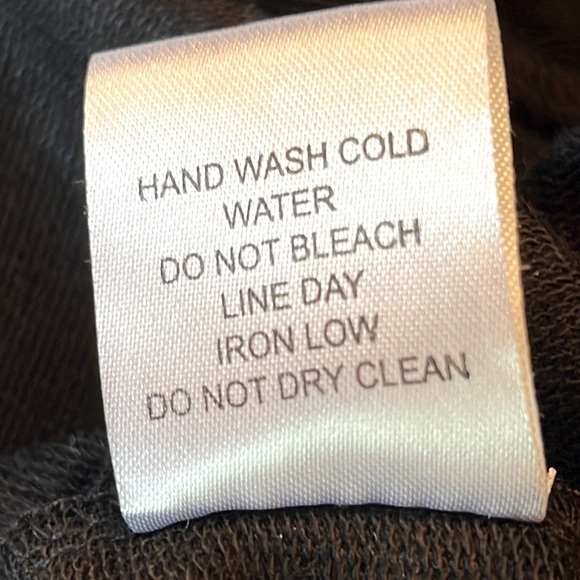 HAND WASH COLD
WATER
DO NOT BLEACH
LINE DAY
IRON LOW
DO NOT DRY CLEAN